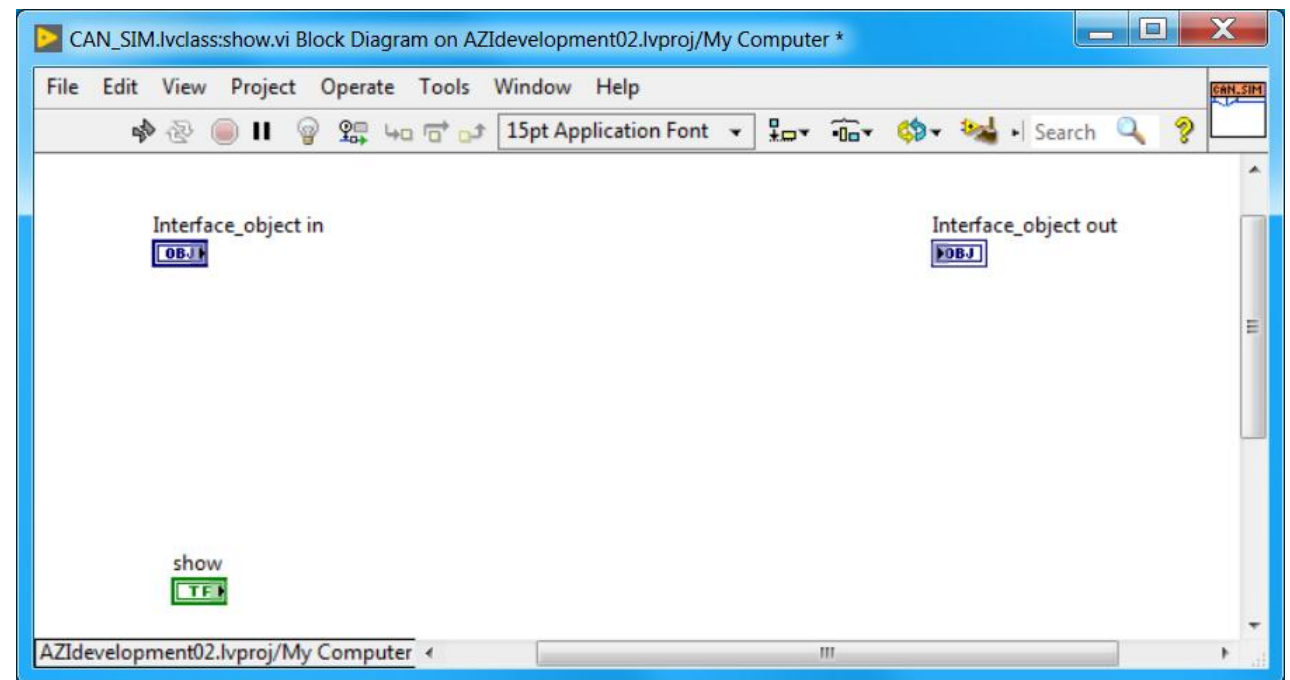 CAN_SIM.lvclass:show.vi Block Diagram on AZIdevelopment02.lvproj/My Computer *
File Edit View Project Operate Tools Window Help
CAN_SIM
15pt Application Font
Search
Interface_object in
Interface_object out
OBJ
OBJ
show
TF
AZIdevelopment02.lvproj/My Computer